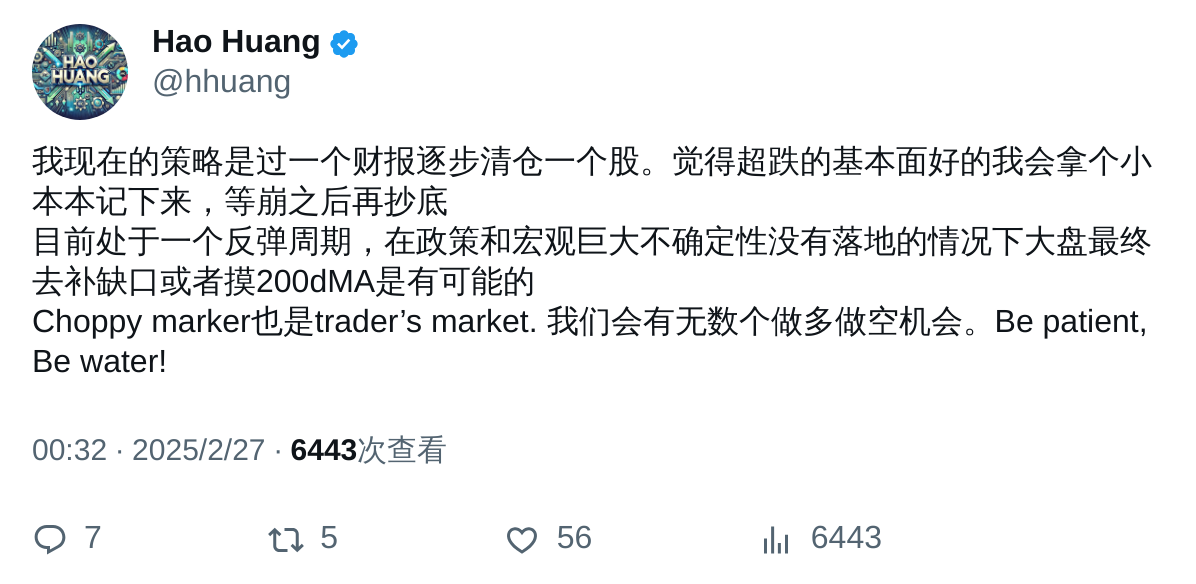 HAO
HUANG
Hao Huang
@hhuang
我现在的策略是过一个财报逐步清仓一个股。觉得超跌的基本面好的我会拿个小
本本记下来，等崩之后再抄底
目前处于一个反弹周期，在政策和宏观巨大不确定性没有落地的情况下大盘最终
去补缺口或者摸200dMA是有可能的
Choppy marker也是trader’s market. 我们会有无数个做多做空机会。Be patient,
Be water!
00:32 · 2025/2/27 · 6443次查看
7 5 56 6443